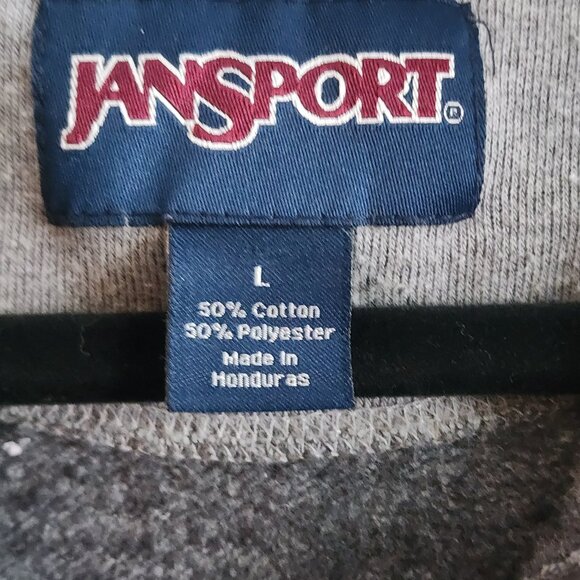 JANSPORT®
L
50% Cotton
50% Polyester
Made In
Honduras